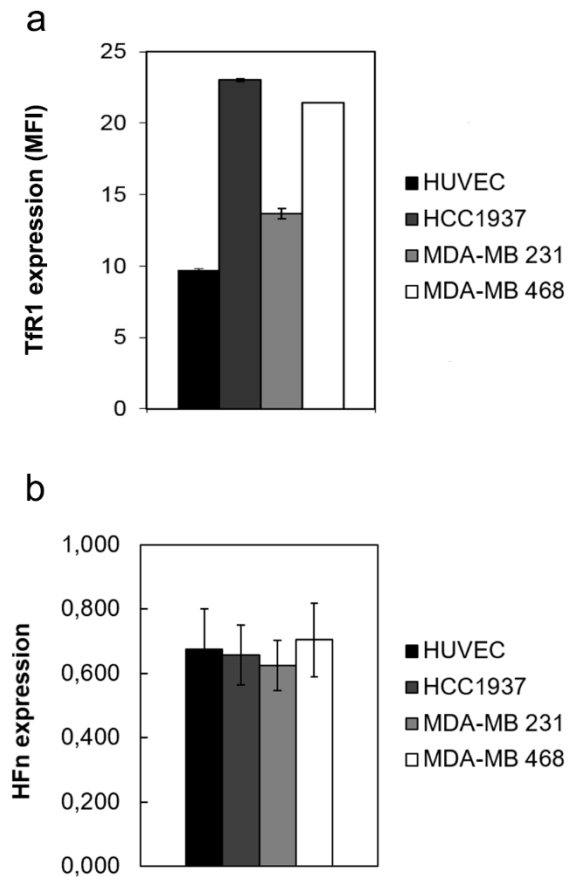 a
TfR1 expression (MFI)
25
20
15
10
5
0
HUVEC
HCC1937
MDA-MB 231
MDA-MB 468
b
HFn expression
1,000
0,800
0,600
0,400
0,200
0,000
HUVEC
HCC1937
MDA-MB 231
MDA-MB 468